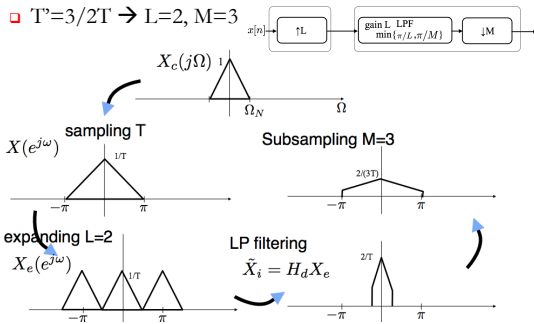 T'=3/2T → L=2, M=3
x[n] ↑L gain L LPF min{π/L,π/M} ↓M
X_c(jΩ) 1
Ω_N Ω
sampling T
X(e^{jω}) 1/T
−π π
Subsampling M=3
2/(3T)
−π π
expanding L=2
X_e(e^{jω}) 1/T
−π π
LP filtering
X̃_i = H_d X_e
2/T
−π π